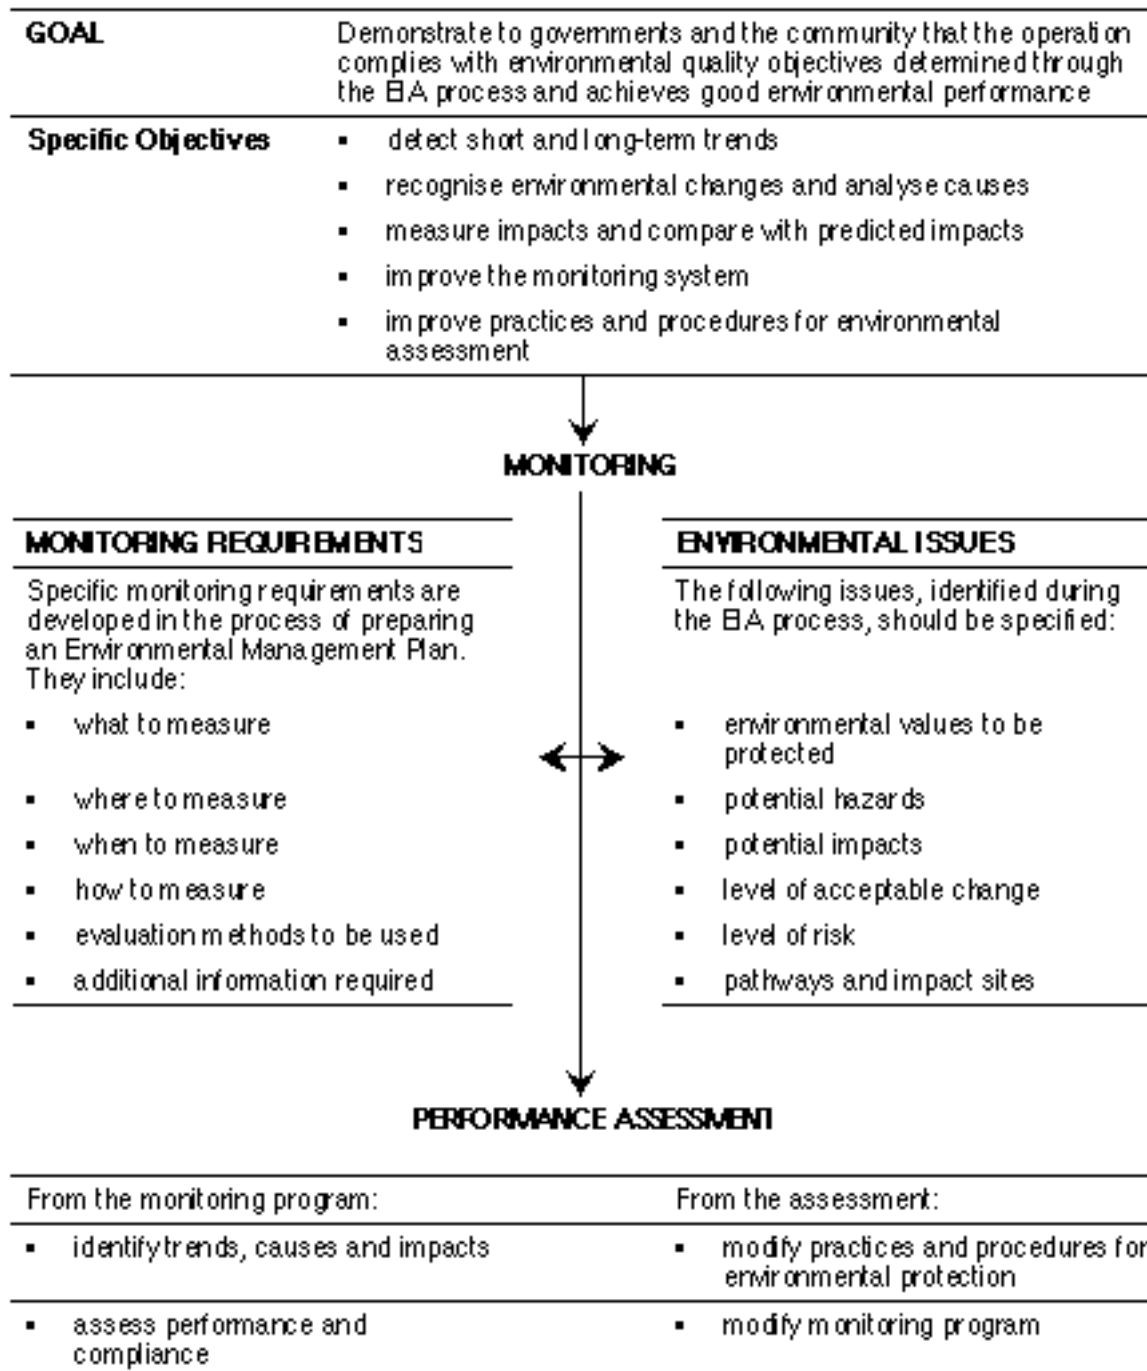 GOAL
Demonstrate to governments and the community that the operation
complies with environmental quality objectives determined through
the EIA process and achieves good environmental performance
Specific Objectives
▪ detect short and long-term trends
▪ recognise environmental changes and analyse causes
▪ measure impacts and compare with predicted impacts
▪ improve the monitoring system
▪ improve practices and procedures for environmental
assessment
MONITORING
MONITORING REQUIREMENTS
Specific monitoring requirements are
developed in the process of preparing
an Environmental Management Plan.
They include:
▪ what to measure
▪ where to measure
▪ when to measure
▪ how to measure
▪ evaluation methods to be used
▪ additional information required
ENVIRONMENTAL ISSUES
The following issues, identified during
the EIA process, should be specified:
▪ environmental values to be
protected
▪ potential hazards
▪ potential impacts
▪ level of acceptable change
▪ level of risk
▪ pathways and impact sites
PERFORMANCE ASSESSMENT
From the monitoring program:
▪ identify trends, causes and impacts
▪ assess performance and
compliance
From the assessment:
▪ modify practices and procedures for
environmental protection
▪ modify monitoring program